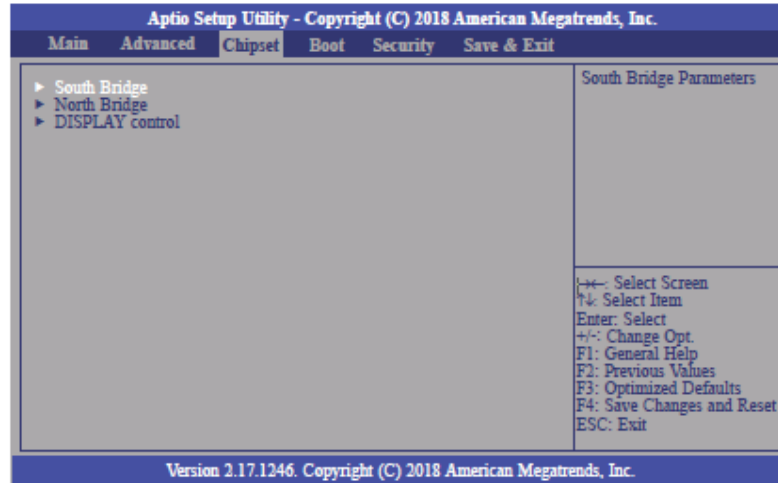 Aptio Setup Utility - Copyright (C) 2018 American Megatrends, Inc.
Main Advanced Chipset Boot Security Save & Exit
► South Bridge
► North Bridge
► DISPLAY control
South Bridge Parameters
→←: Select Screen
↑↓: Select Item
Enter: Select
+/-: Change Opt.
F1: General Help
F2: Previous Values
F3: Optimized Defaults
F4: Save Changes and Reset
ESC: Exit
Version 2.17.1246. Copyright (C) 2018 American Megatrends, Inc.